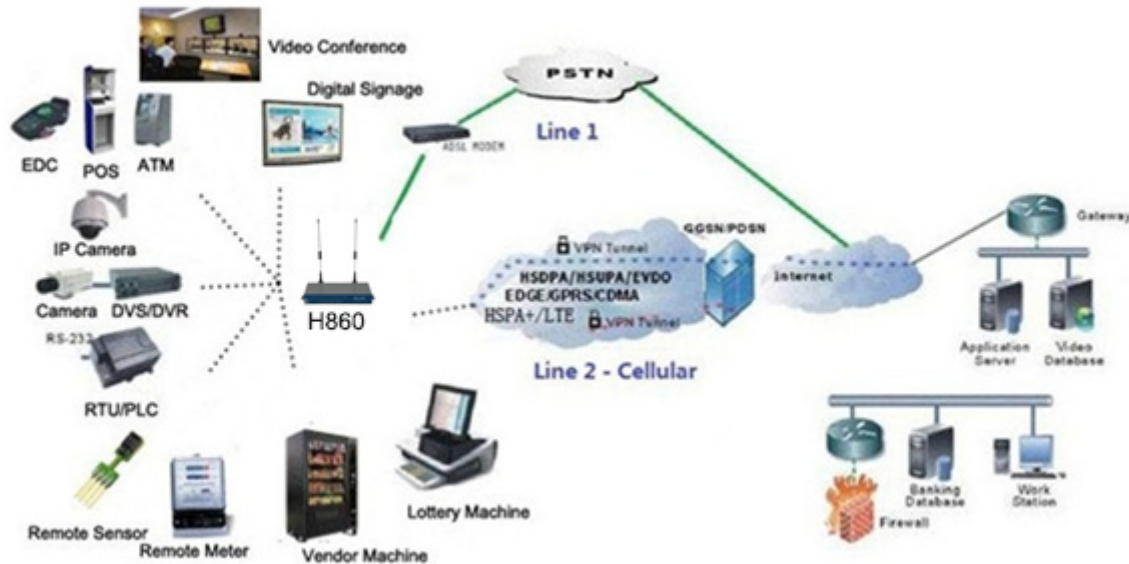 Video Conference
PSTN
Digital Signage
ADSL MODEM
Line 1
EDC
POS
ATM
IP Camera
Camera
DVS/DVR
RS-232
RTU/PLC
H860
GGSN/PDSN
VPN Tunnel
HSDPA/HSUPA/EVDO
EDGE/GPRS/CDMA
HSPA+/LTE
VPN Tunnel
Internet
Line 2 - Cellular
Gateway
Application
Server
Video
Database
Remote Sensor
Remote Meter
Vendor Machine
Lottery Machine
Firewall
Banking
Database
Work
Station